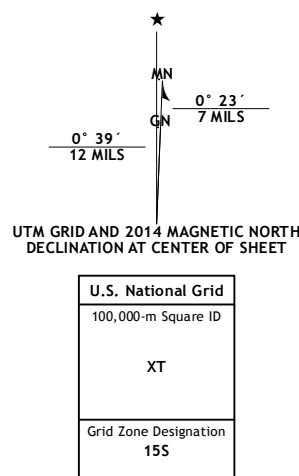 ★
MN
0° 23´
7 MILS
GN
0° 39´
12 MILS
UTM GRID AND 2014 MAGNETIC NORTH
DECLINATION AT CENTER OF SHEET
U.S. National Grid
100,000-m Square ID
XT
Grid Zone Designation
15S